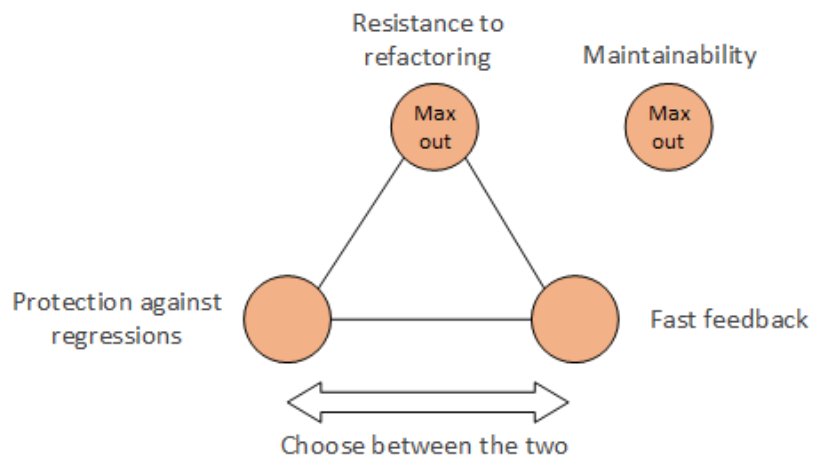 Resistance to
refactoring
Maintainability
Max
out
Max
out
Protection against
regressions
Fast feedback
Choose between the two